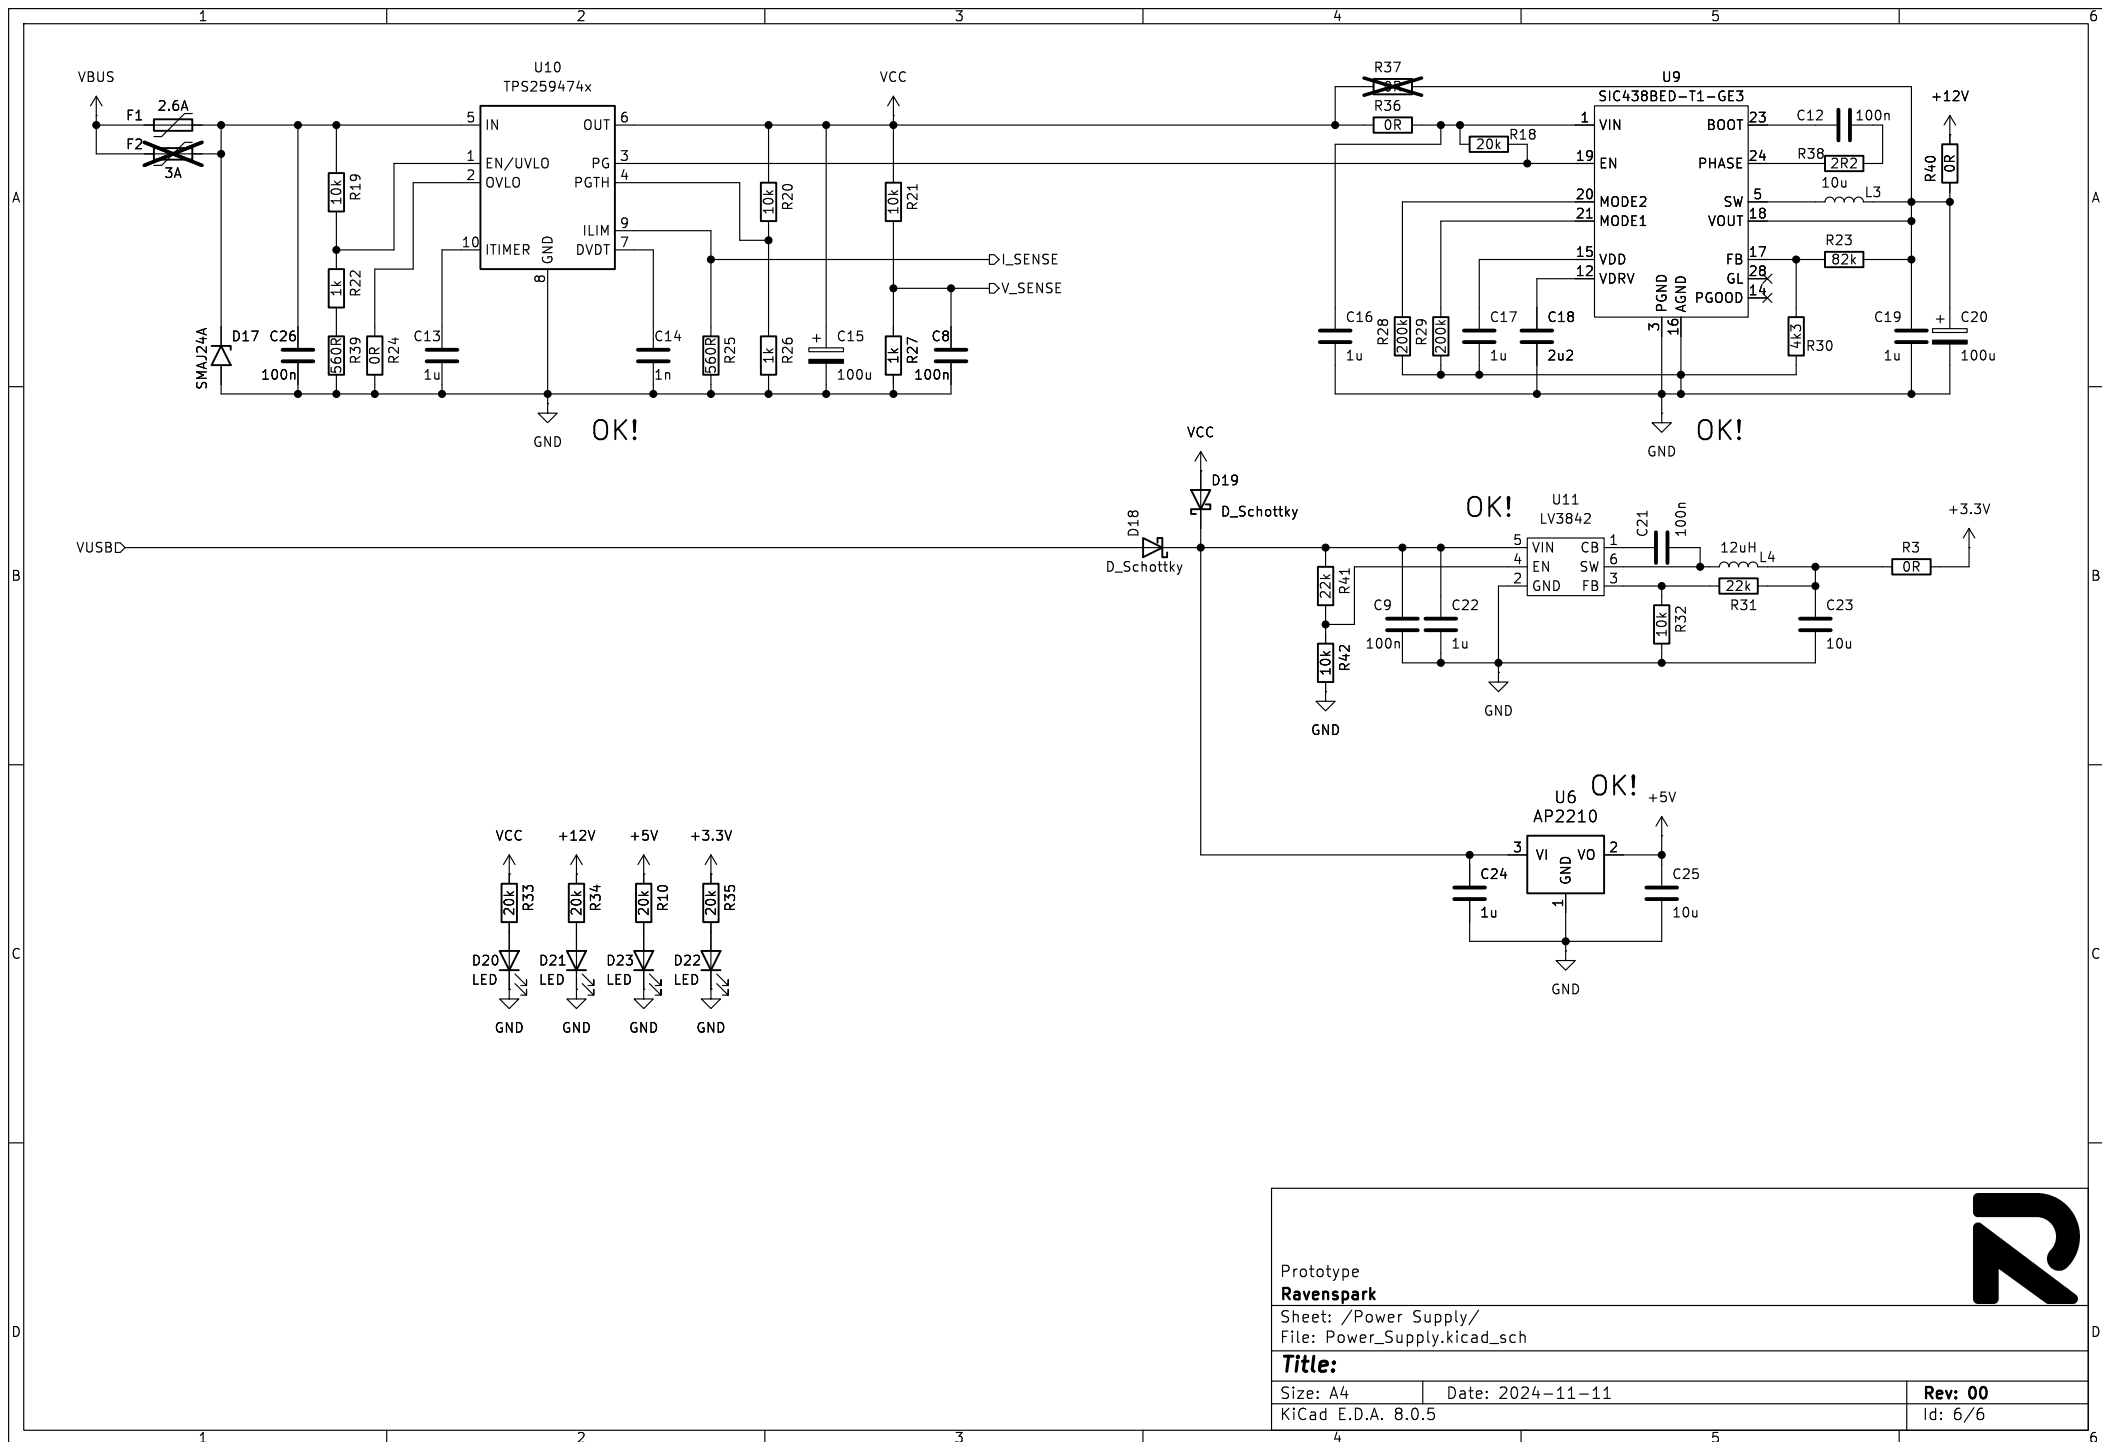 1 2 3 4 5 6
VBUS
F1
2.6A
F2
3A
U10
TPS259474x
5 IN
OUT 6
1 EN/UVLO
PG 3
2 OVLO
PGTH 4
ILIM 9
10 ITIMER
DVDT 7
GND
8
10k R19
1k R22
560R R39
0R R24
SMAJ24A
D17
C26
100n
C13
1u
C14
1n
560R R25
10k R20
1k R26
+
C15
100u
VCC
10k R21
1k R27
C8
100n
I_SENSE
V_SENSE
GND
OK!
R37
0R
R36
0R
R18
20k
U9
SIC438BED-T1-GE3
1 VIN
BOOT 23
19 EN
PHASE 24
20 MODE2
SW 5
21 MODE1
VOUT 18
15 VDD
FB 17
12 VDRV
GL 28
PGOOD 14
PGND
3
AGND
16
C12
100n
R38
2R2
10u
L3
R23
82k
+12V
R40 0R
C16
1u
R28 200k
R29 200k
C17
1u
C18
2u2
4k3
R30
C19
1u
+
C20
100u
GND
OK!
A A
VCC
D19
D_Schottky
D18
D_Schottky
VUSB
OK!
U11
LV3842
5 VIN
CB 1
4 EN
SW 6
2 GND
FB 3
C21 100n
12uH
L4
22k
R31
10k R32
R3
0R
+3.3V
C23
10u
22k R41
10k R42
C9
100n
C22
1u
GND
GND
B B
OK!
U6
AP2210
+5V
3 VI
VO 2
GND
1
C24
1u
C25
10u
GND
VCC +12V +5V +3.3V
20k R33 20k R34 20k R10 20k R35
D20 D21 D23 D22
LED LED LED LED
GND GND GND GND
C C
Prototype
Ravenspark
Sheet: /Power Supply/
File: Power_Supply.kicad_sch
Title:
Size: A4 Date: 2024-11-11 Rev: 00
KiCad E.D.A. 8.0.5 Id: 6/6
D D
1 2 3 4 5 6